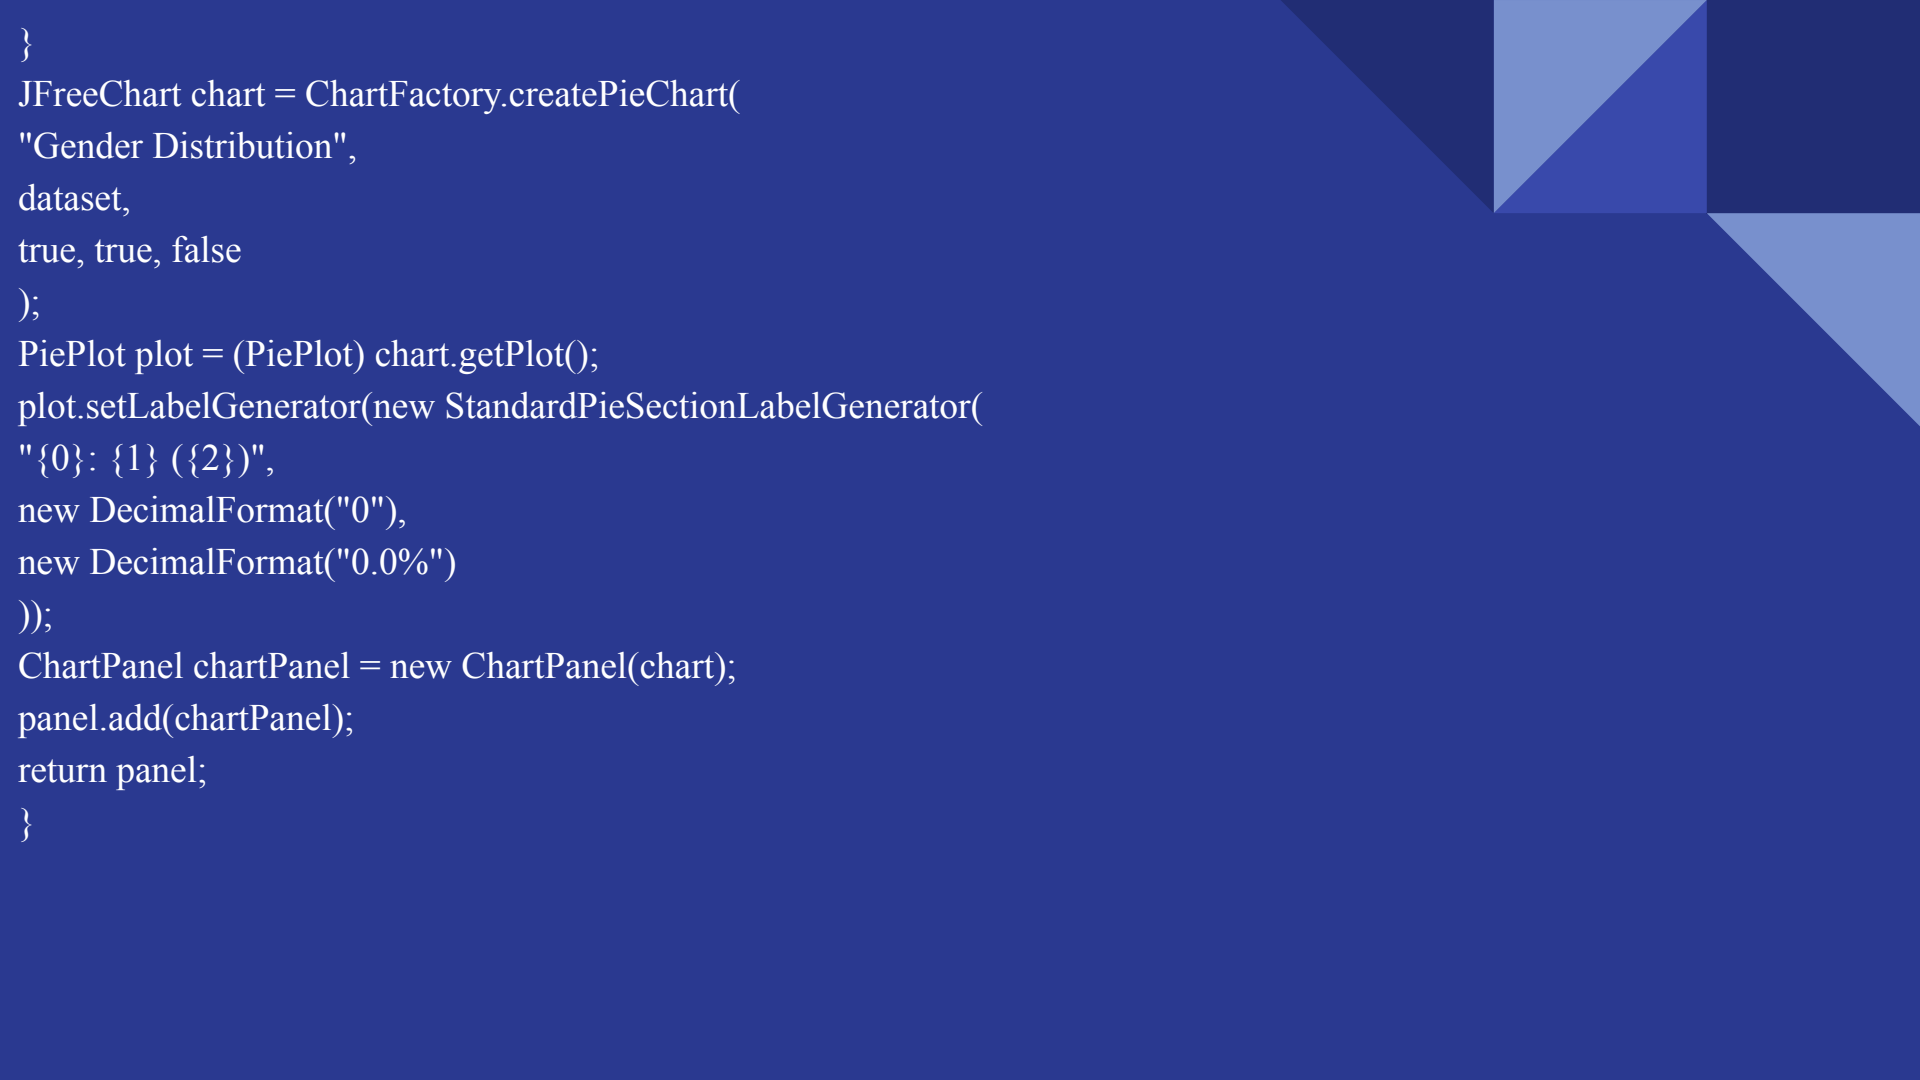 }
JFreeChart chart = ChartFactory.createPieChart(
"Gender Distribution",
dataset,
true, true, false
);
PiePlot plot = (PiePlot) chart.getPlot();
plot.setLabelGenerator(new StandardPieSectionLabelGenerator(
"{0}: {1} ({2})",
new DecimalFormat("0"),
new DecimalFormat("0.0%")
));
ChartPanel chartPanel = new ChartPanel(chart);
panel.add(chartPanel);
return panel;
}